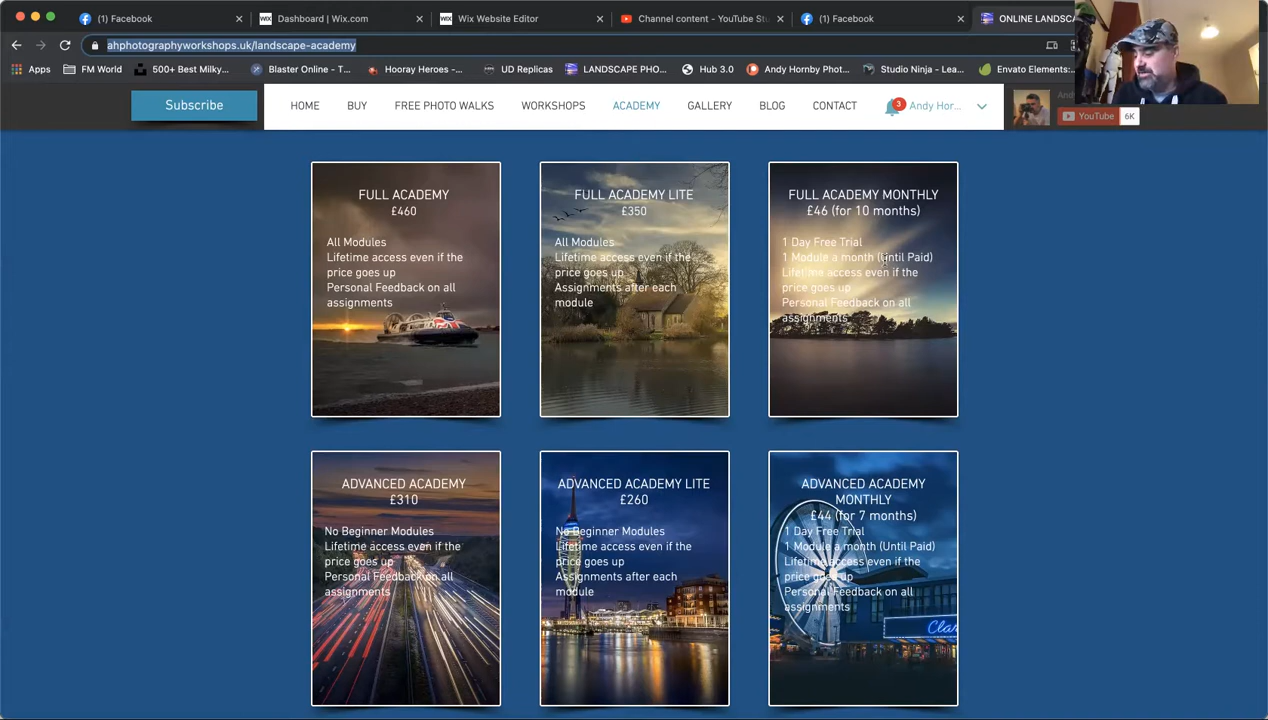 (1) Facebook
Dashboard | Wix.com
Wix Website Editor
Channel content - YouTube Stu
(1) Facebook
ONLINE LANDSCA
ahphotographyworkshops.uk/landscape-academy
Apps
FM World
500+ Best Milky...
Blaster Online - T...
Hooray Heroes -...
UD Replicas
LANDSCAPE PHO...
Hub 3.0
Andy Hornby Phot...
Studio Ninja - Lea...
Envato Elements:...
Subscribe
HOME
BUY
FREE PHOTO WALKS
WORKSHOPS
ACADEMY
GALLERY
BLOG
CONTACT
3
Andy Hor...
YouTube
6K
FULL ACADEMY
£460
All Modules
Lifetime access even if the
price goes up
Personal Feedback on all
assignments
FULL ACADEMY LITE
£350
All Modules
Lifetime access even if the
price goes up
Assignments after each
module
FULL ACADEMY MONTHLY
£46 (for 10 months)
1 Day Free Trial
1 Module a month (Until Paid)
Lifetime access even if the
price goes up
Personal Feedback on all
assignments
ADVANCED ACADEMY
£310
No Beginner Modules
Lifetime access even if the
price goes up
Personal Feedback on all
assignments
ADVANCED ACADEMY LITE
£260
No Beginner Modules
Lifetime access even if the
price goes up
Assignments after each
module
ADVANCED ACADEMY
MONTHLY
£44 (for 7 months)
1 Day Free Trial
1 Module a month (Until Paid)
Lifetime access even if the
price goes up
Personal Feedback on all
assignments
Cla